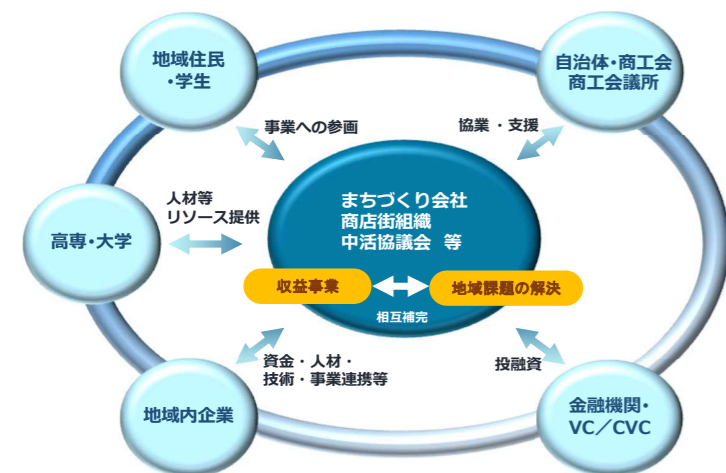 地域住民
・学生
自治体・商工会
商工会議所
事業への参画
協業・支援
人材等
リソース提供
高専・大学
まちづくり会社
商店街組織
中活協議会 等
収益事業
地域課題の解決
相互補完
資金・人材・
技術・事業連携等
投融資
地域内企業
金融機関・
VC／CVC